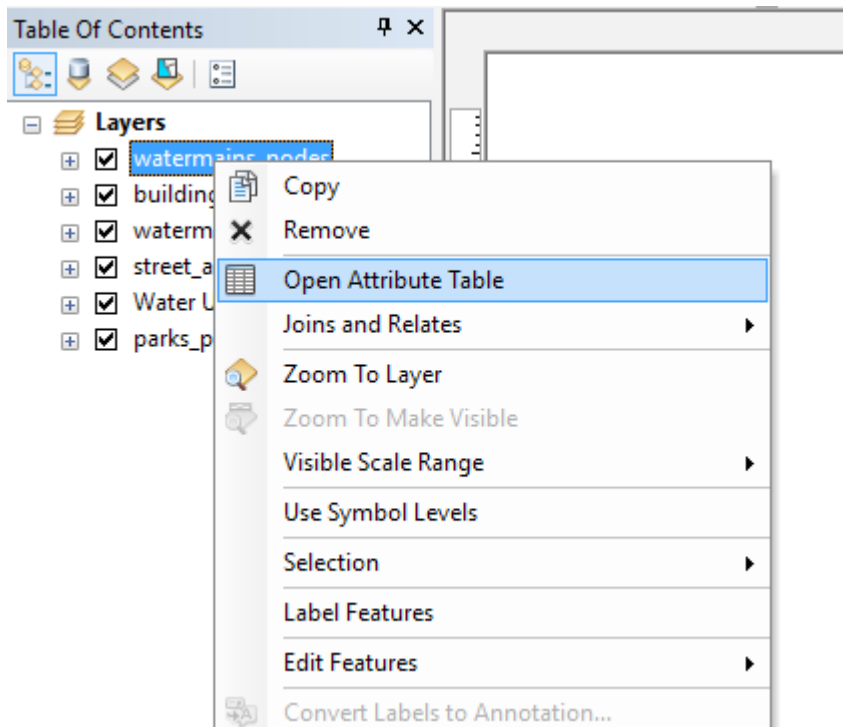 Table Of Contents
Layers
watermains_nodes
building
waterm
street_a
Water U
parks_p
Copy
Remove
Open Attribute Table
Joins and Relates
Zoom To Layer
Zoom To Make Visible
Visible Scale Range
Use Symbol Levels
Selection
Label Features
Edit Features
Convert Labels to Annotation...